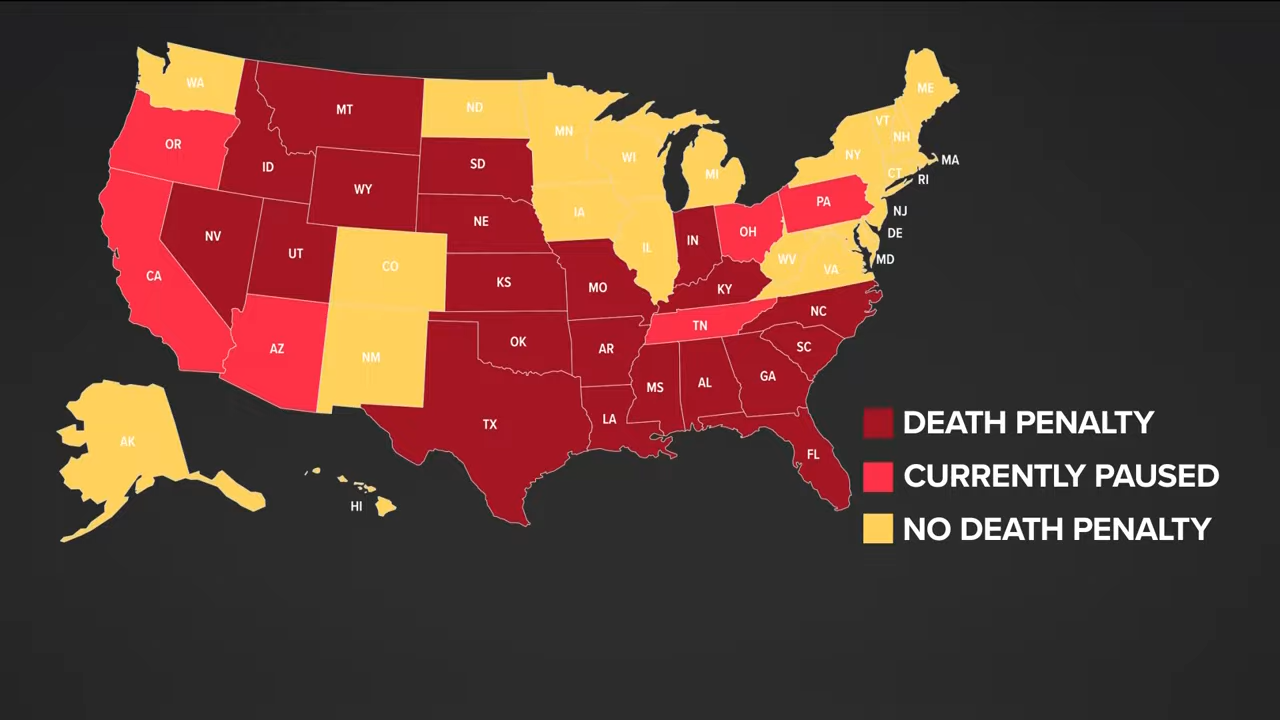 WA
MT
ND
MN
ME
VT
NH
OR
ID
SD
WI
NY
MA
MI
CT
RI
WY
PA
NE
IA
NJ
NV
OH
DE
IN
IL
UT
CO
WV
MD
VA
CA
KS
MO
KY
NC
TN
OK
AR
SC
AZ
NM
GA
MS
AL
TX
LA
DEATH PENALTY
AK
FL
CURRENTLY PAUSED
HI
NO DEATH PENALTY